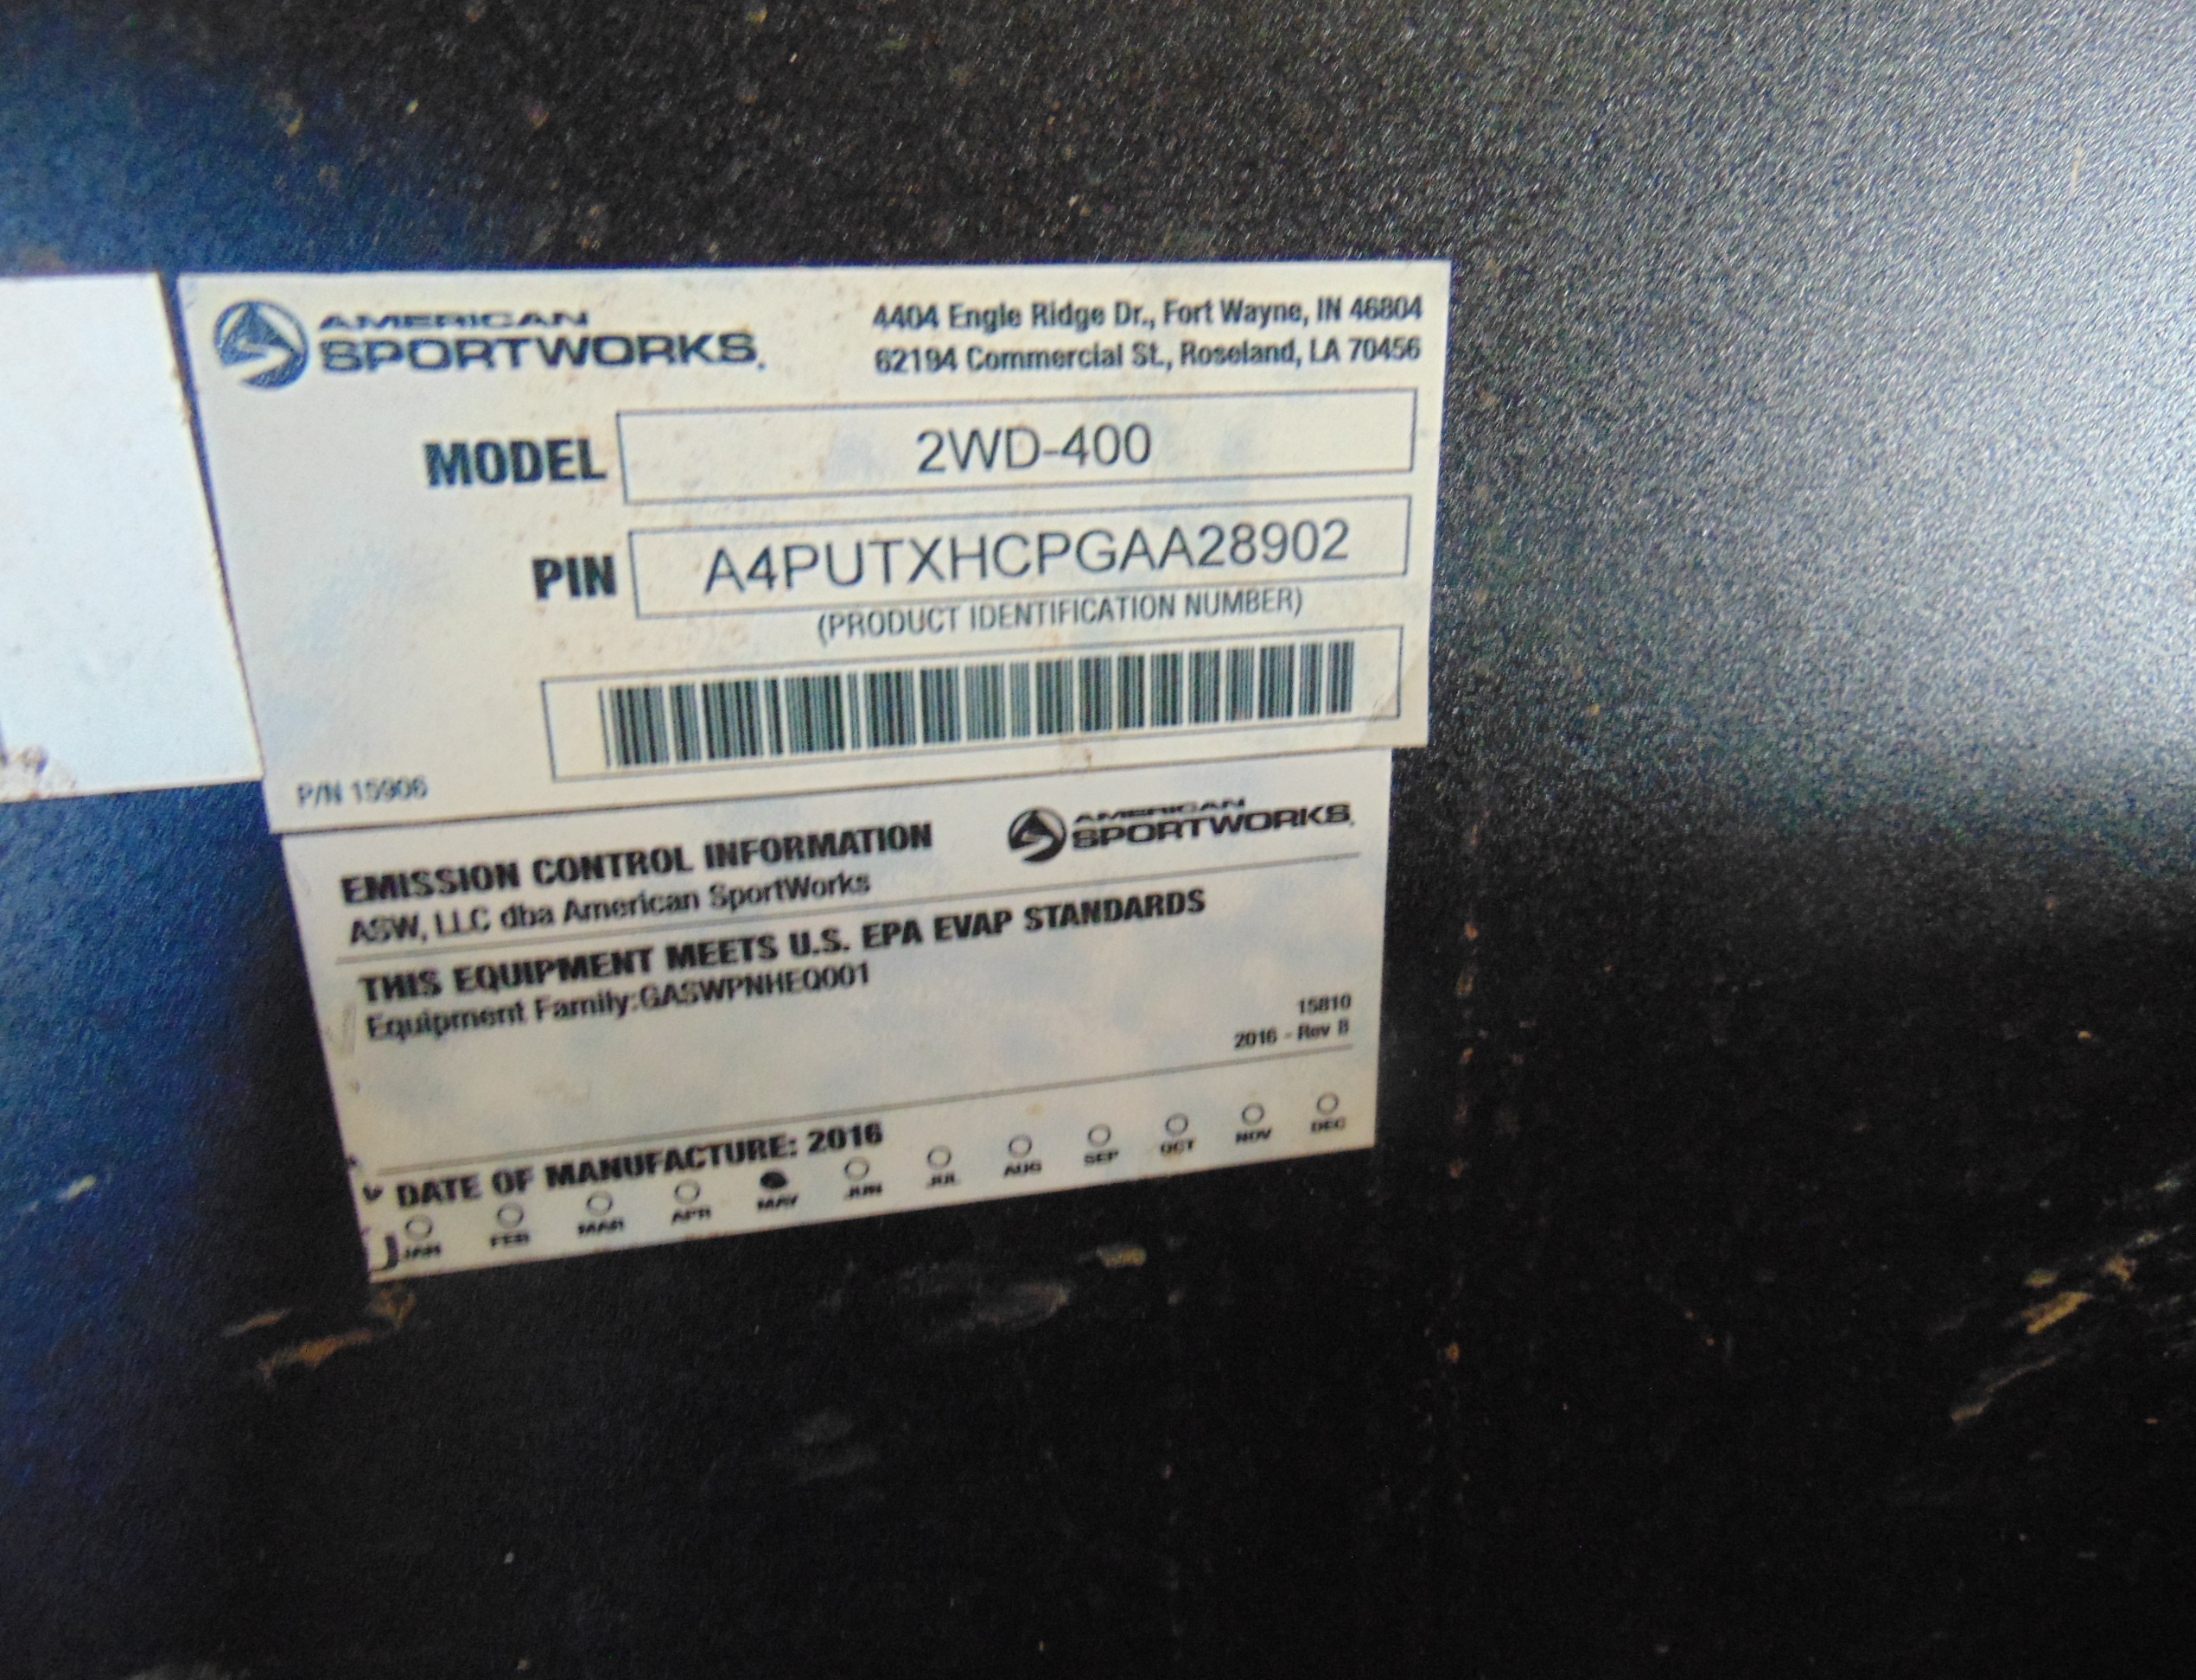 AMERICAN
SPORTWORKS.
4404 Engle Ridge Dr., Fort Wayne, IN 46804
62194 Commercial St., Roseland, LA 70456
MODEL 2WD-400
PIN A4PUTXHCPGAA28902
(PRODUCT IDENTIFICATION NUMBER)
P/N 15906
EMISSION CONTROL INFORMATION
AMERICAN
SPORTWORKS.
ASW, LLC dba American SportWorks
THIS EQUIPMENT MEETS U.S. EPA EVAP STANDARDS
Equipment Family:GASWPNHEQ001
15810
2016 - Rev B
DATE OF MANUFACTURE: 2016
JAN FEB MAR APR MAY JUN JUL AUG SEP OCT NOV DEC